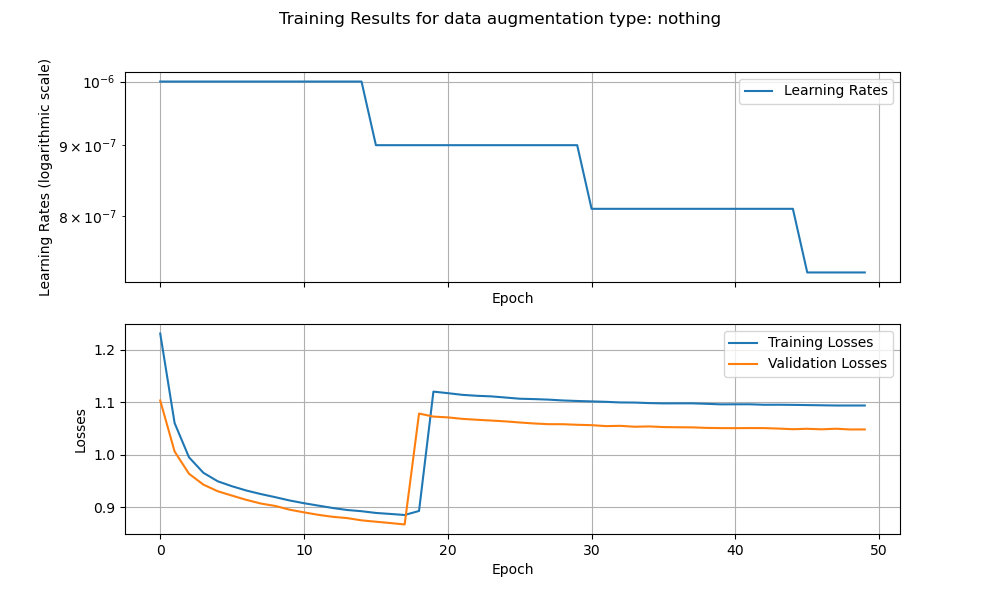 Training Results for data augmentation type: nothing
Learning Rates (logarithmic scale)
10⁻⁶
9 × 10⁻⁷
8 × 10⁻⁷
Learning Rates
Epoch
Losses
1.2
1.1
1.0
0.9
Training Losses
Validation Losses
0 10 20 30 40 50
Epoch